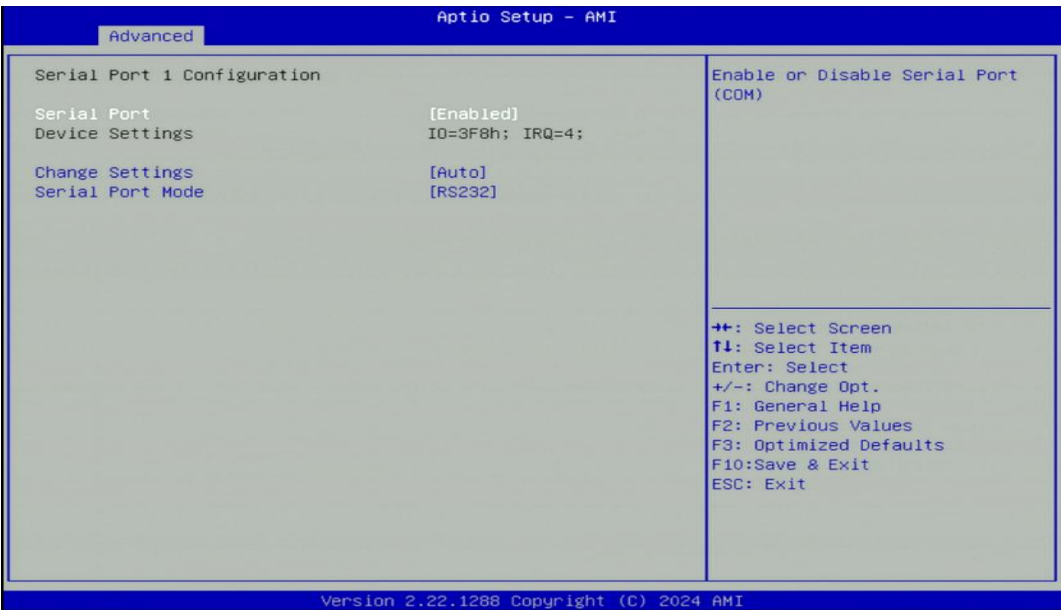 Aptio Setup – AMI
Advanced
Serial Port 1 Configuration
Serial Port [Enabled]
Device Settings IO=3F8h; IRQ=4;
Change Settings [Auto]
Serial Port Mode [RS232]
Enable or Disable Serial Port
(COM)
→←: Select Screen
↑↓: Select Item
Enter: Select
+/-: Change Opt.
F1: General Help
F2: Previous Values
F3: Optimized Defaults
F10:Save & Exit
ESC: Exit
Version 2.22.1288 Copyright (C) 2024 AMI